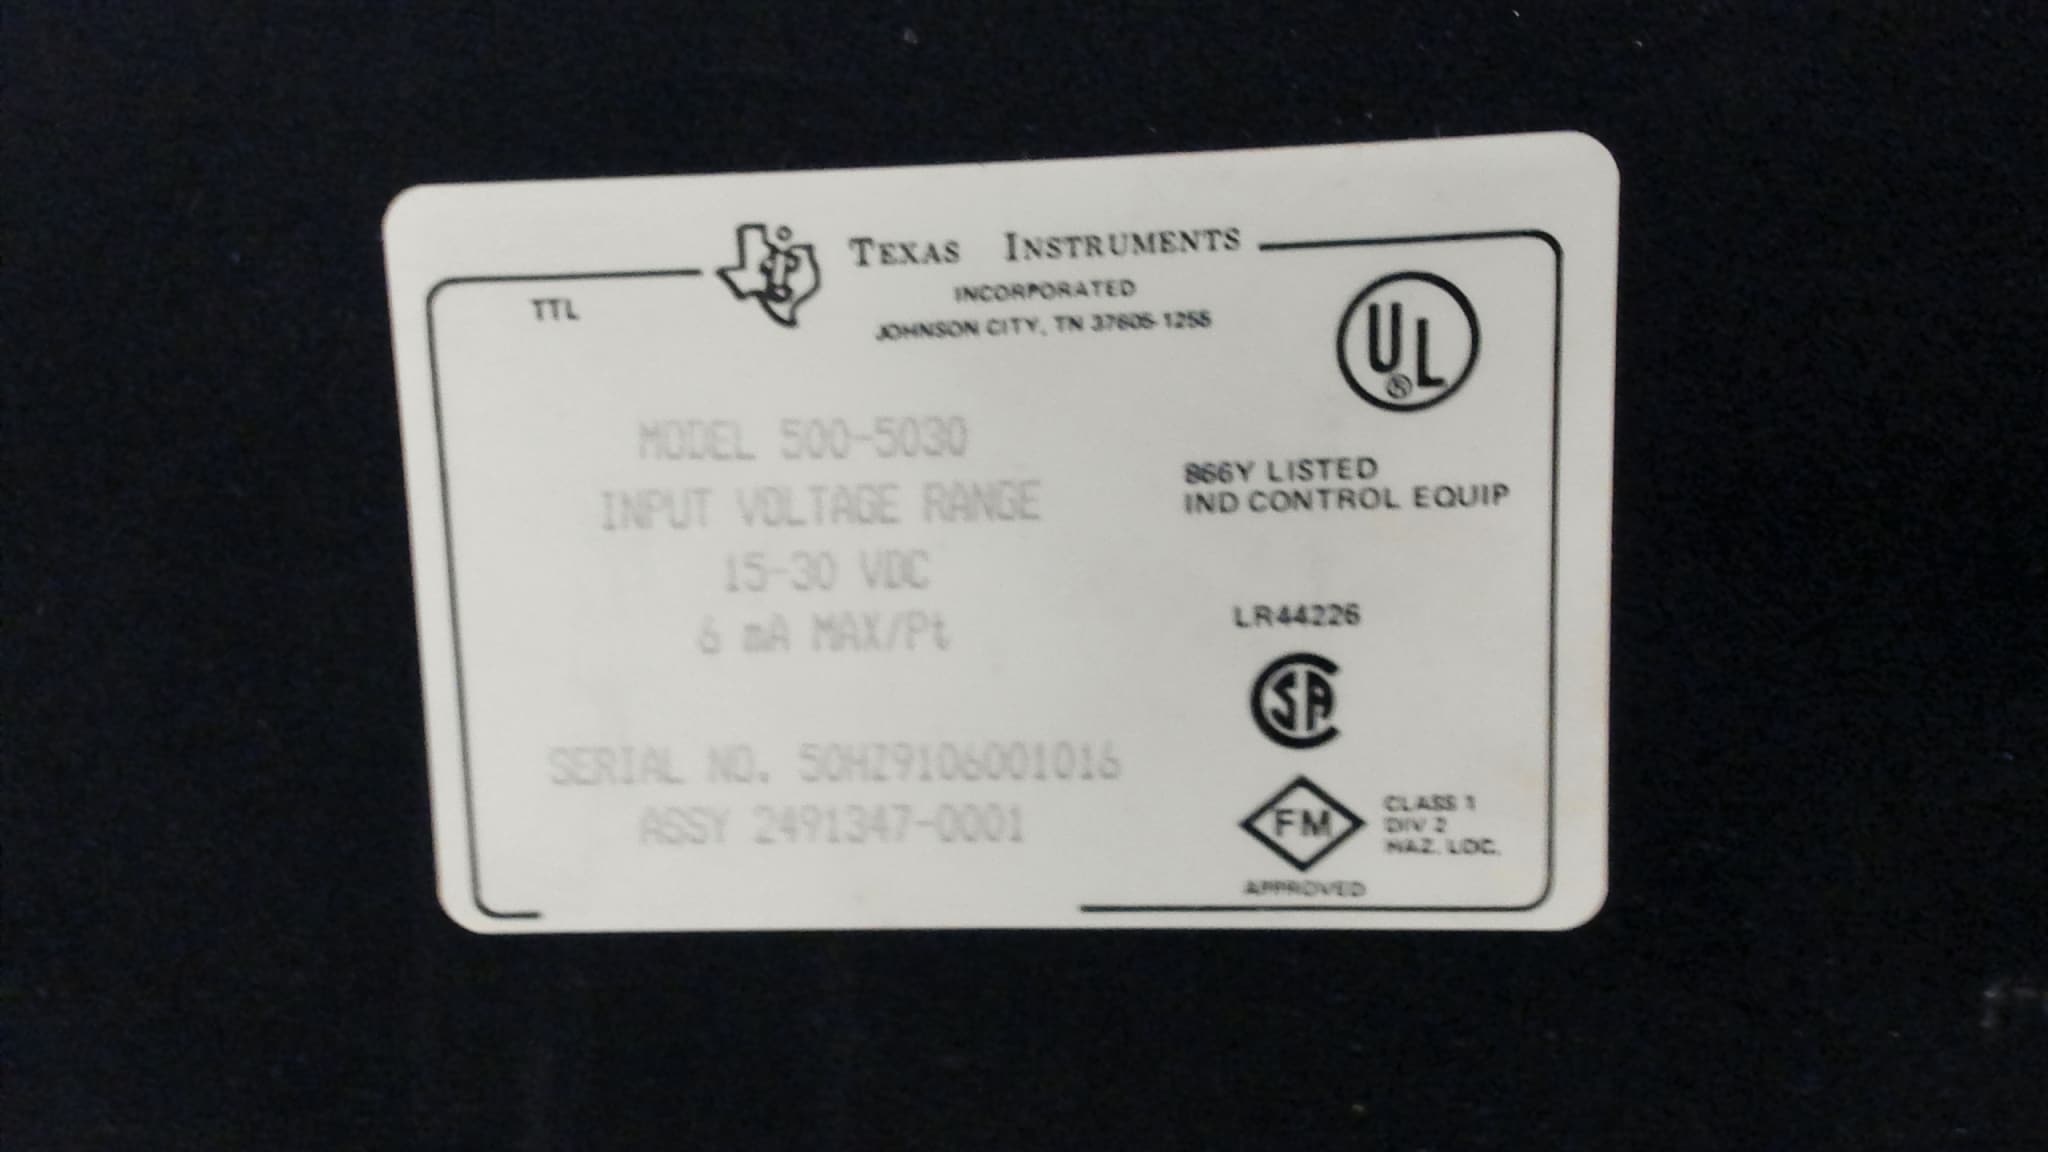 TTL
TEXAS INSTRUMENTS
INCORPORATED
JOHNSON CITY, TN 37605-1255
UL
®
MODEL 500-5030
INPUT VOLTAGE RANGE
15-30 VDC
6 mA MAX/Pt
866Y LISTED
IND CONTROL EQUIP
LR44226
SA
SERIAL NO. 50HZ9106001016
ASSY 2491347-0001
FM
APPROVED
CLASS 1
DIV 2
HAZ. LOC.